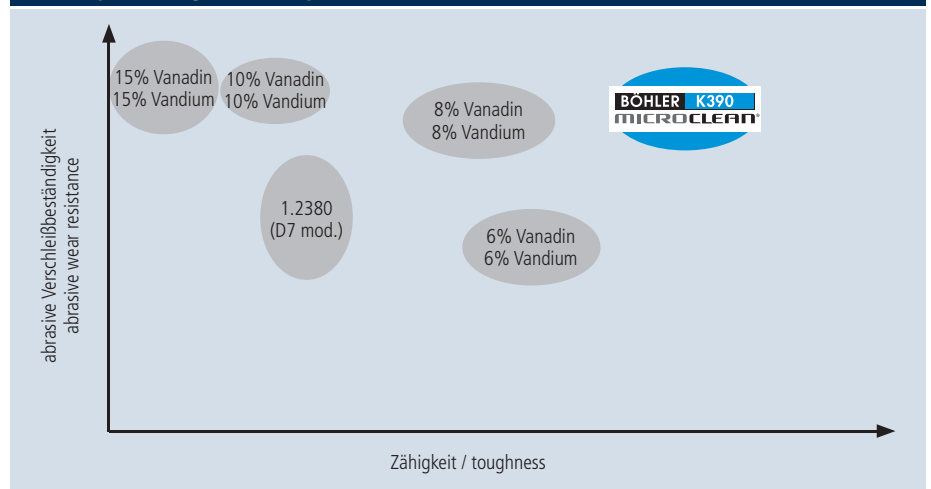 15% Vanadin
15% Vandium
10% Vanadin
10% Vandium
8% Vanadin
8% Vandium
BÖHLER K390
MICROCLEAN®
1.2380
(D7 mod.)
6% Vanadin
6% Vandium
abrasive Verschleißbeständigkeit
abrasive wear resistance
Zähigkeit / toughness